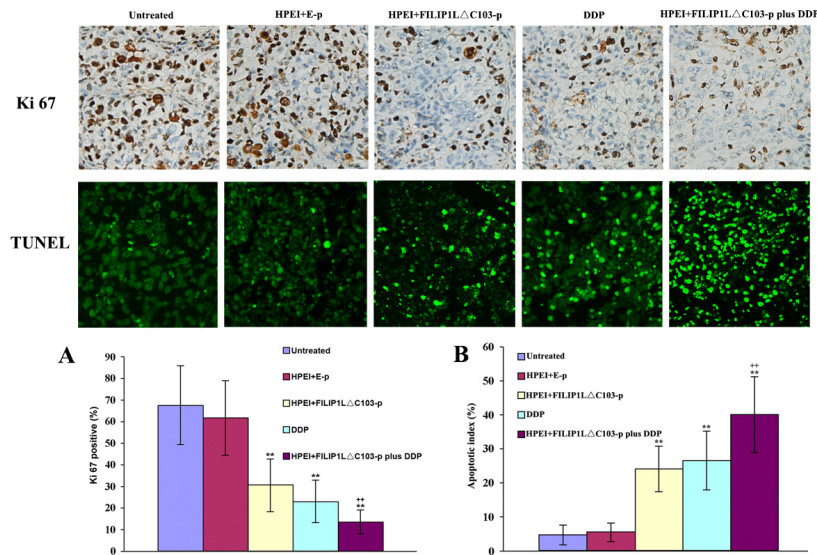 Untreated HPEI+E-p HPEI+FILIP1L△C103-p DDP HPEI+FILIP1L△C103-p plus DDP
Ki 67
TUNEL
A
90
80
70
60
50
40
30
20
10
0
Ki 67 positive (%)
Untreated
HPEI+E-p
HPEI+FILIP1L△C103-p
DDP
HPEI+FILIP1L△C103-p plus DDP
**
**
++
**
B
60
50
40
30
20
10
0
Apoptotic index (%)
Untreated
HPEI+E-p
HPEI+FILIP1L△C103-p
DDP
HPEI+FILIP1L△C103-p plus DDP
**
**
++
**